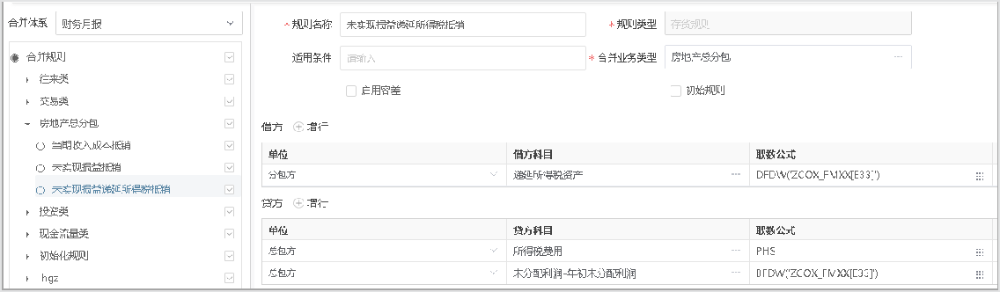 合并体系 财务月报
* 规则名称 未实现损益递延所得税抵销 * 规则类型 存货规则
合并规则 适用条件 请输入 * 合并业务类型 房地产总分包
往来类
启用容差 初始规则
交易类
房地产总分包 借方 增行
当期收入成本抵销 单位 借方科目 取数公式
未实现损益抵销 分包方 递延所得税资产 DFDW('ZCOX_FMXX[E33]')
未实现损益递延所得税抵销
贷方 增行
投资类
现金流量类 单位 贷方科目 取数公式
初始化规则 总包方 所得税费用 PHS
hgz 总包方 未分配利润-年初未分配利润 BFDW('ZCOX_FMXX[E33]')